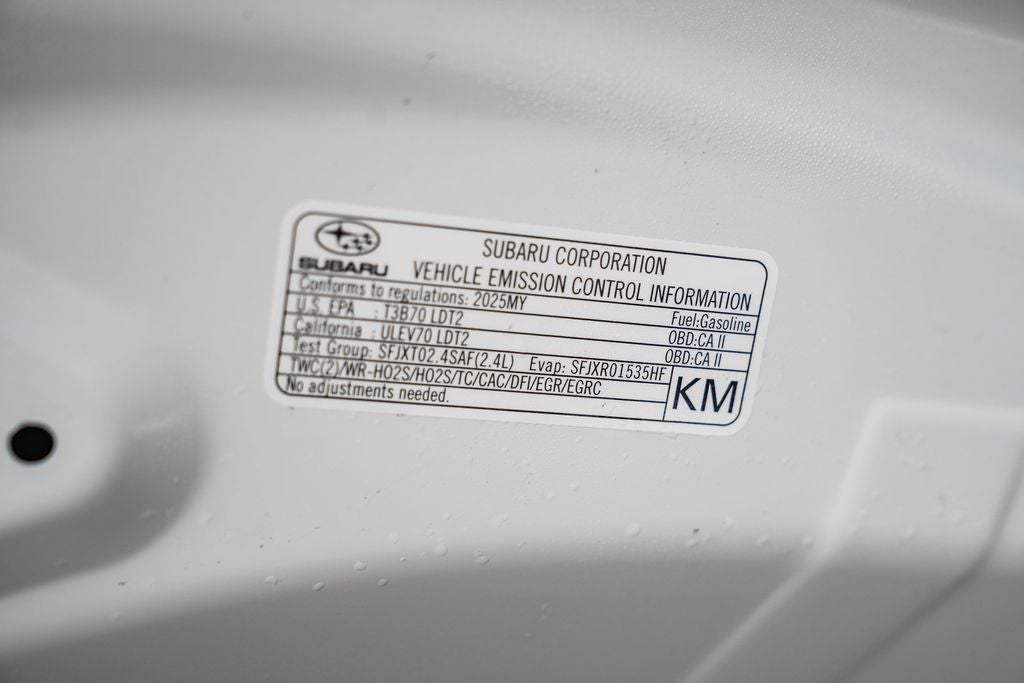 SUBARU
SUBARU CORPORATION
VEHICLE EMISSION CONTROL INFORMATION
Conforms to regulations: 2025MY
Fuel:Gasoline
U.S. EPA : T3B70 LDT2
OBD:CA II
California : ULEV70 LDT2
OBD:CA II
Test Group: SFJXT02.4SAF(2.4L) Evap: SFJXR01535HF
TWC(2)/WR-HO2S/HO2S/TC/CAC/DFI/EGR/EGRC
No adjustments needed.
KM